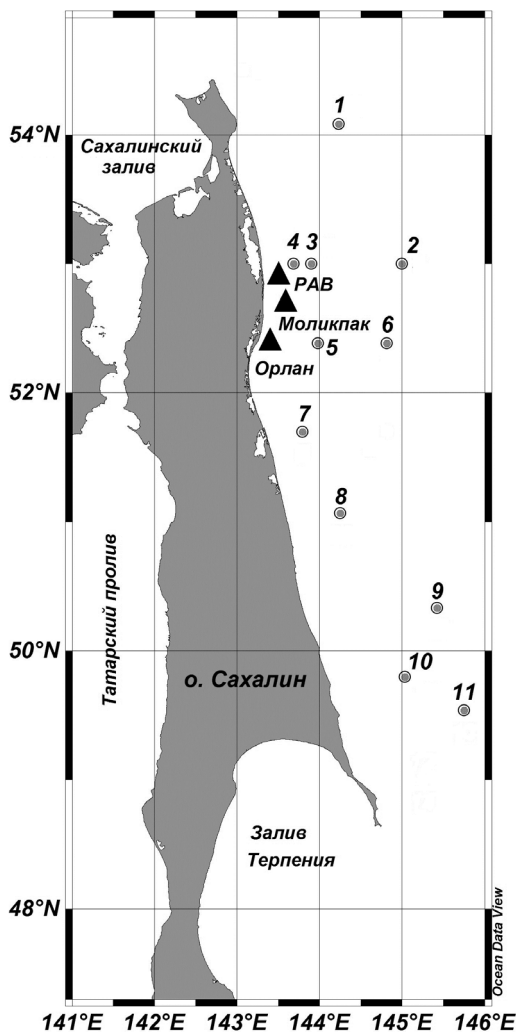 1
54°N
Сахалинский
залив
4 3 2
PAB
Моликпак 6
5
Орлан
52°N
7
8
Татарский пролив
9
50°N
10
о. Сахалин
11
Залив
Терпения
48°N
Ocean Data View
141°E 142°E 143°E 144°E 145°E 146°E